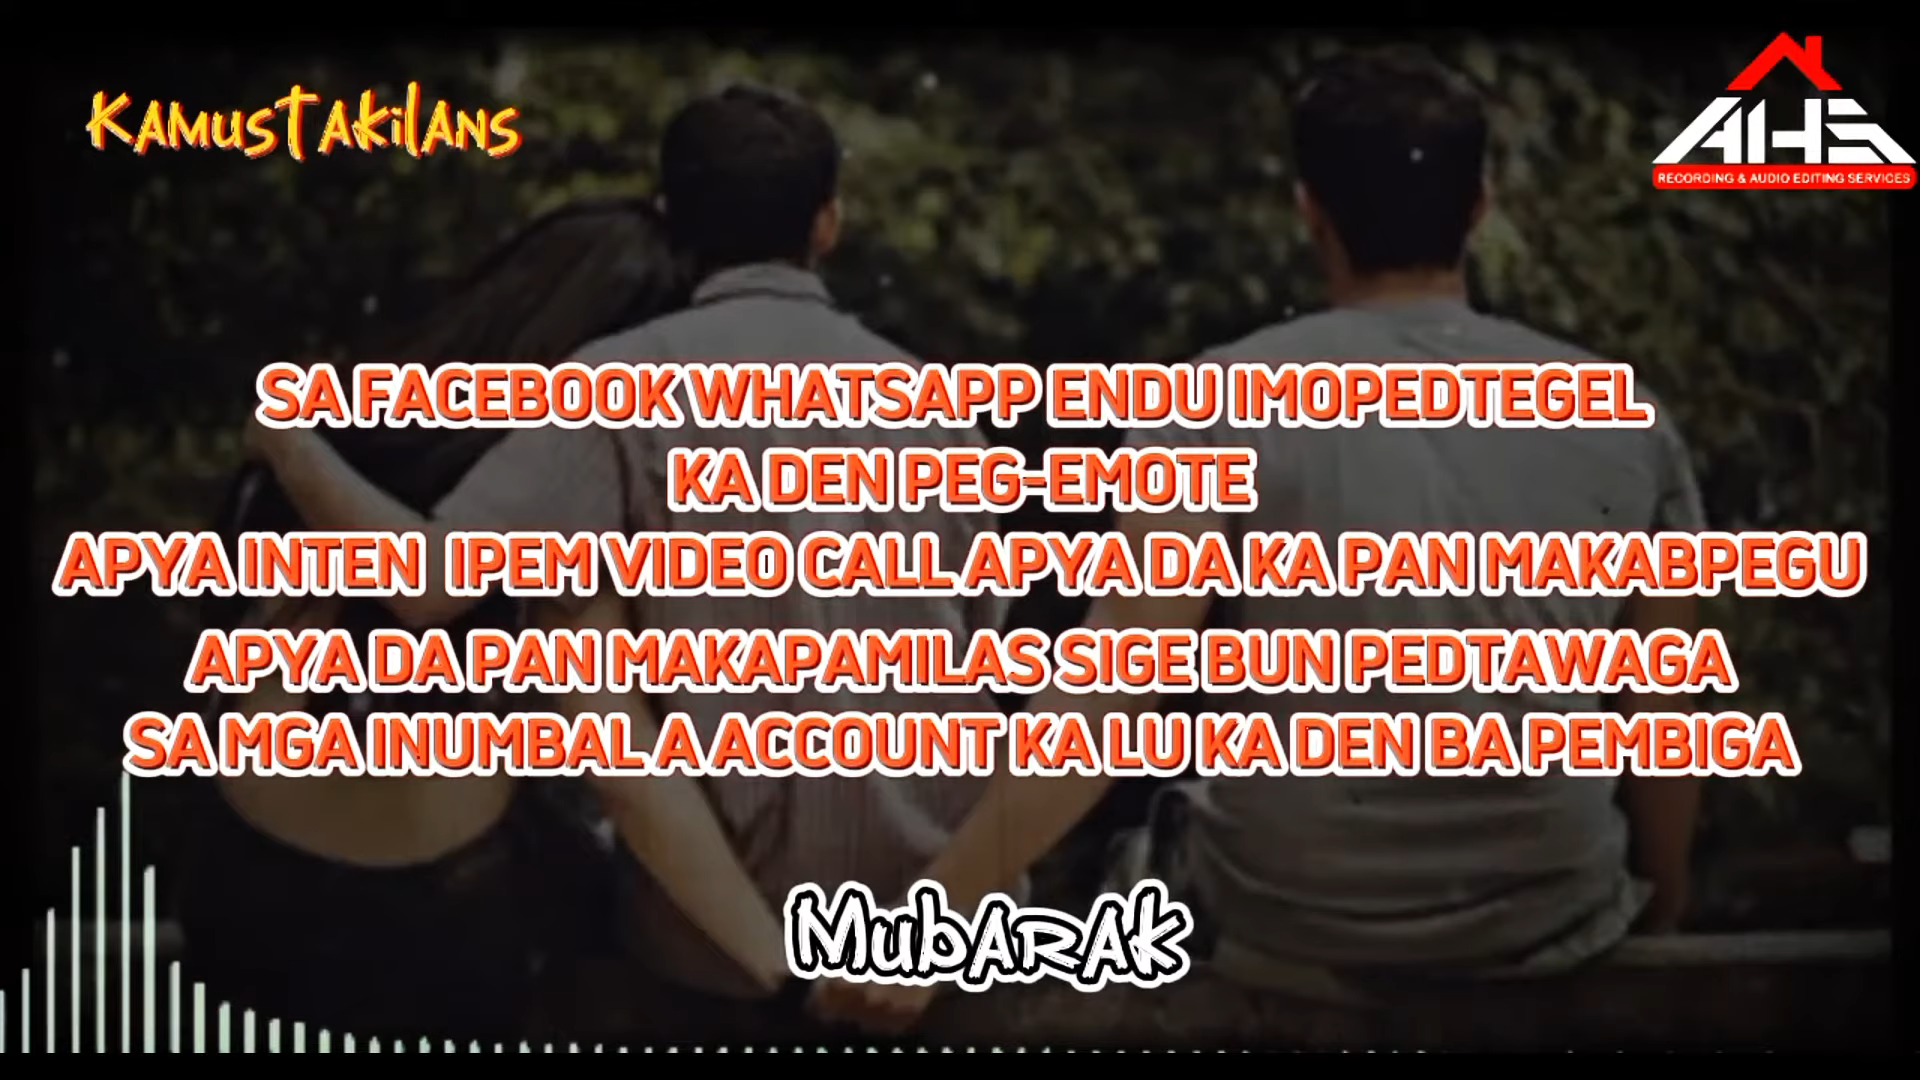 KAMUSTAKILANS
AHS
RECORDING & AUDIO EDITING SERVICES
SA FACEBOOK WHATSAPP ENDU IMOPEDTEGEL
KA DEN PEG-EMOTE
APYA INTEN IPEM VIDEO CALL APYA DA KA PAN MAKABPEGU
APYA DA PAN MAKAPAMILAS SIGE BUN PEDTAWAGA
SA MGA INUMBAL A ACCOUNT KA LU KA DEN BA PEMBIGA
MubARAK